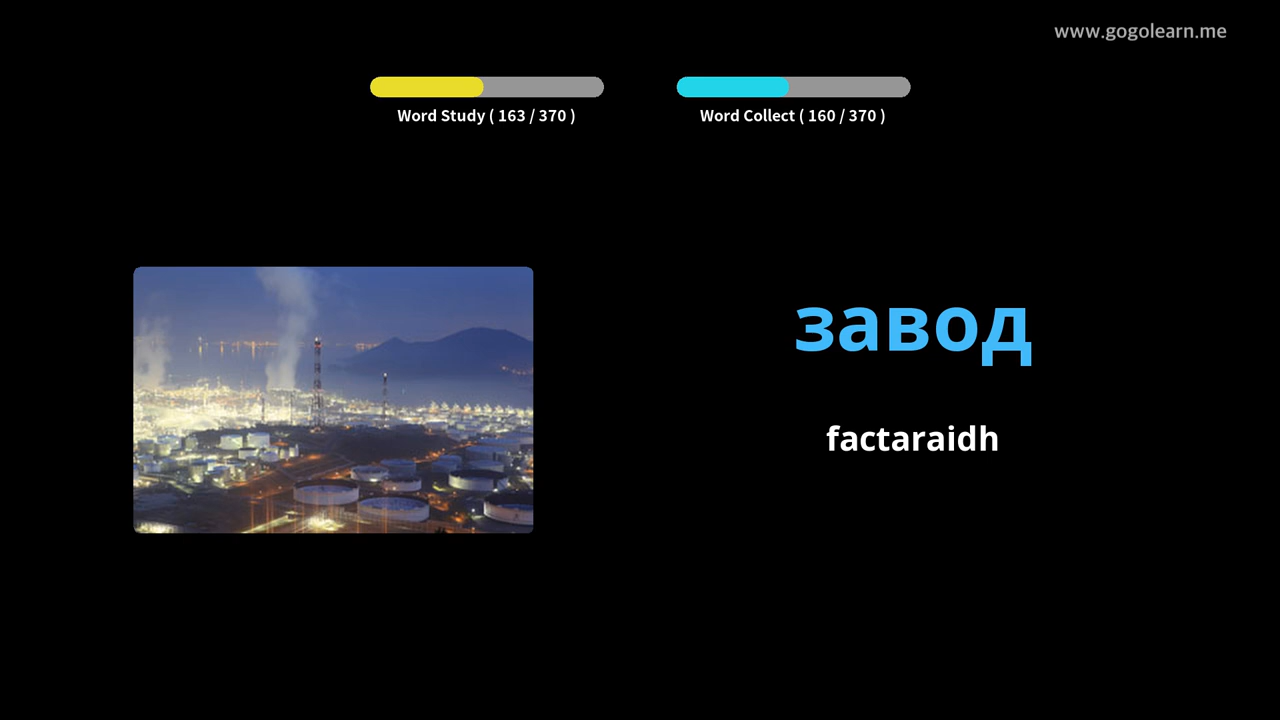 www.gogolearn.me
Word Study ( 163 / 370 )
Word Collect ( 160 / 370 )
завод
factaraidh